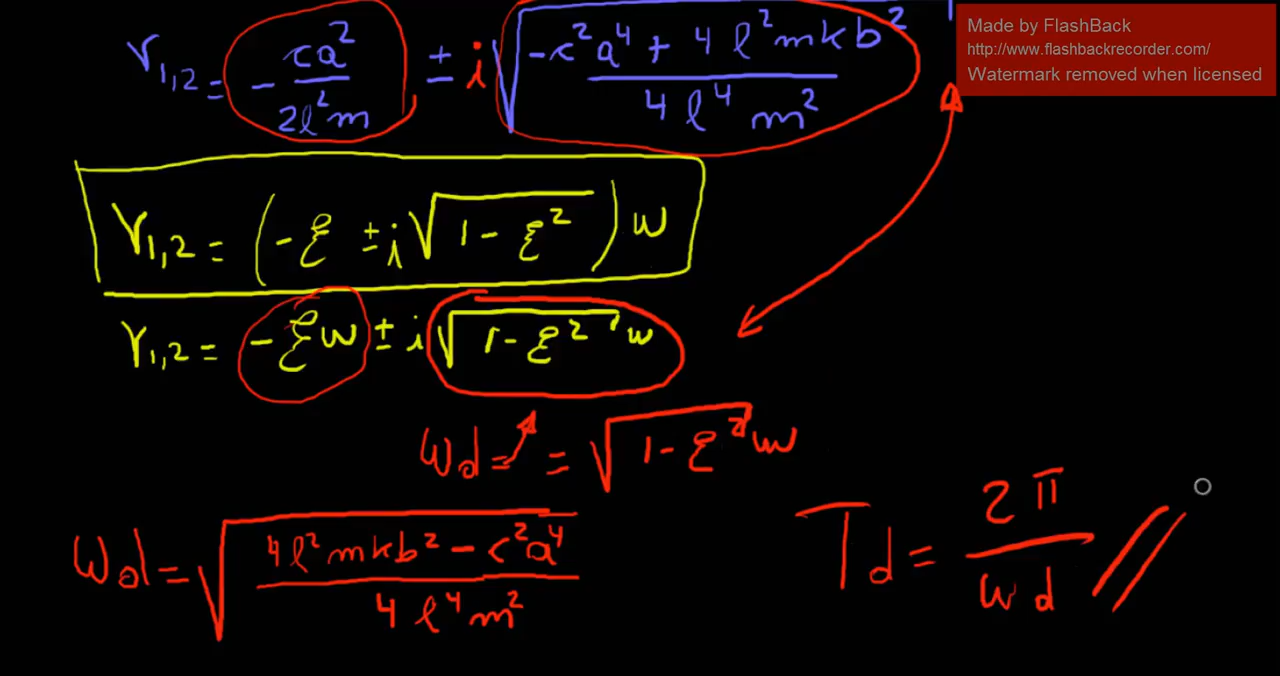 r₁,₂ = - ca²/2l²m ± i √(-c²a⁴ + 4l²mkb²/4l⁴m²)
Made by FlashBack
http://www.flashbackrecorder.com/
Watermark removed when licensed
r₁,₂ = (-ξ ± i√(1-ξ²)) w
r₁,₂ = -ξw ± i √(1-ξ²) w
wd = ↗ = √(1-ξ²) w
wd = √(4l²mkb² - c²a⁴/4l⁴m²)
Td = 2π/wd //